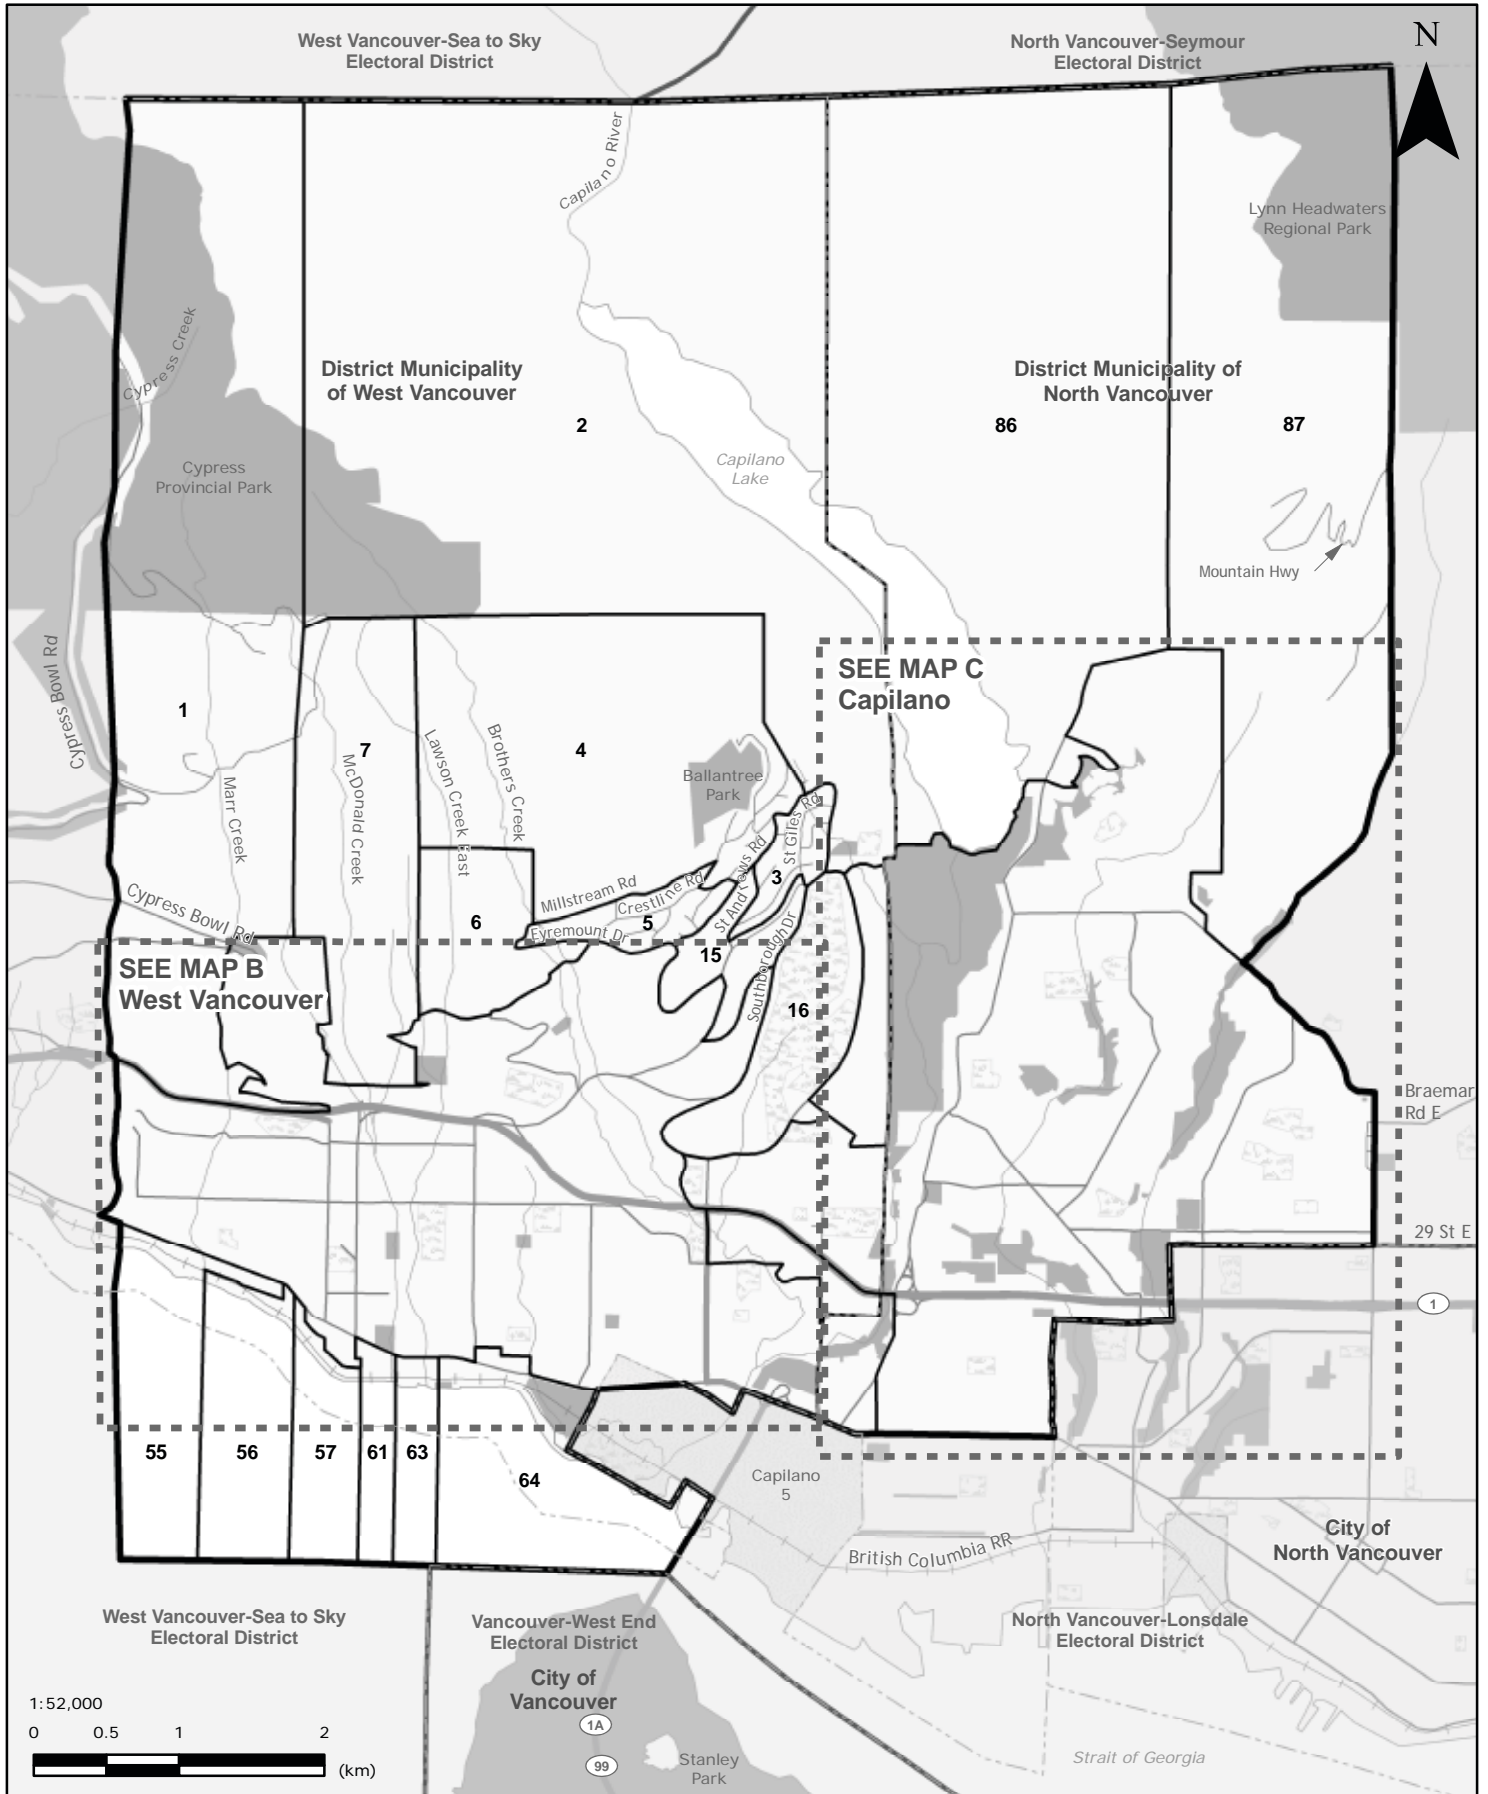 West Vancouver-Sea to Sky
Electoral District
North Vancouver-Seymour
Electoral District
N
Capilano River
Lynn Headwaters
Regional Park
Cypress Creek
District Municipality
of West Vancouver
District Municipality of
North Vancouver
2
86
87
Cypress
Provincial Park
Capilano
Lake
Mountain Hwy
Cypress Bowl Rd
SEE MAP C
Capilano
1
7
4
McDonald Creek
Lawson Creek East
Brothers Creek
Marr Creek
Ballantree
Park
St Giles Rd
St Andrews Rd
3
Millstream Rd
Crestline Rd
Cypress Bowl Rd
6
5
Eyremount Dr
15
Southborough Dr
SEE MAP B
West Vancouver
16
Braemar
Rd E
29 St E
1
55
56
57
61
63
64
Capilano
5
City of
North Vancouver
British Columbia RR
West Vancouver-Sea to Sky
Electoral District
Vancouver-West End
Electoral District
North Vancouver-Lonsdale
Electoral District
City of
Vancouver
1A
99
Stanley
Park
Strait of Georgia
1:52,000
0 0.5 1 2
(km)